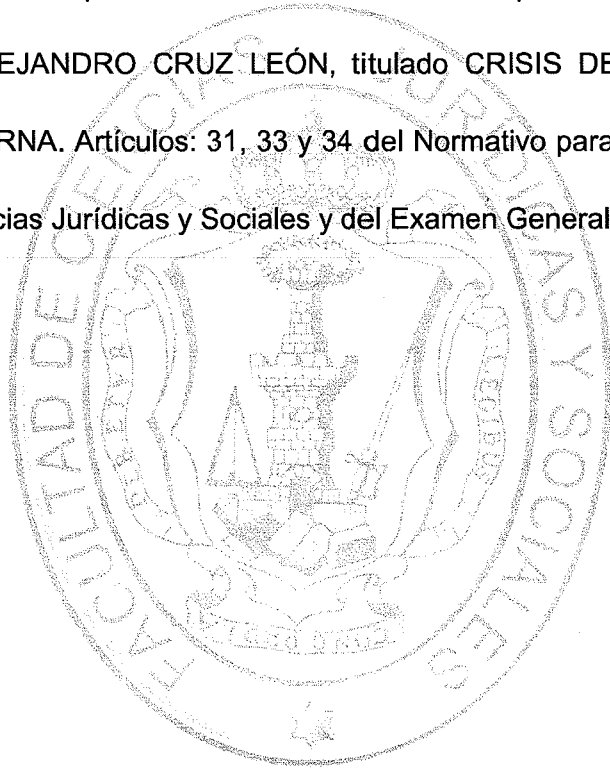 EJANDRO CRUZ LEÓN, titulado CRISIS DE
RNA. Artículos: 31, 33 y 34 del Normativo para
cias Jurídicas y Sociales y del Examen General
FACULTAD DE CIENCIAS JURIDICAS Y SOCIALES